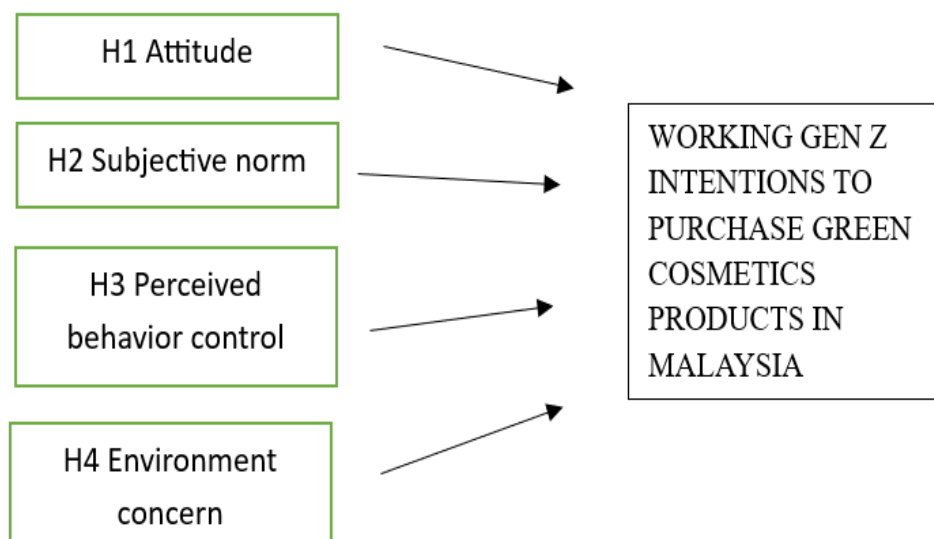 H1 Attitude
H2 Subjective norm
H3 Perceived
behavior control
H4 Environment
concern
WORKING GEN Z
INTENTIONS TO
PURCHASE GREEN
COSMETICS
PRODUCTS IN
MALAYSIA